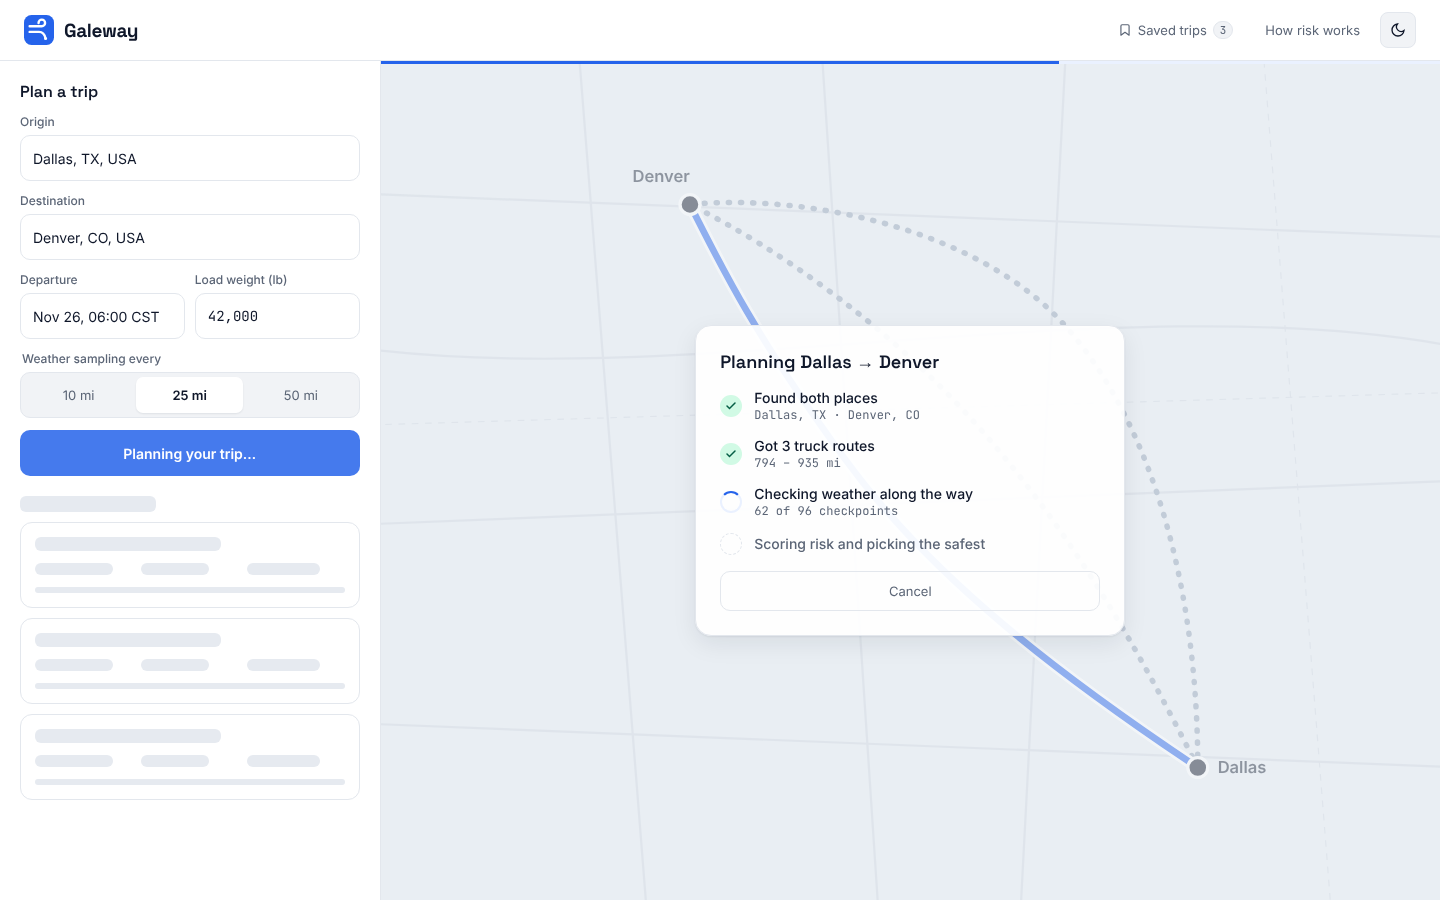 Galeway
Saved trips 3
How risk works
Plan a trip
Origin
Dallas, TX, USA
Destination
Denver, CO, USA
Departure
Load weight (lb)
Nov 26, 06:00 CST
42,000
Weather sampling every
10 mi
25 mi
50 mi
Planning your trip...
Denver
Planning Dallas → Denver
Found both places
Dallas, TX · Denver, CO
Got 3 truck routes
794 – 935 mi
Checking weather along the way
62 of 96 checkpoints
Scoring risk and picking the safest
Cancel
Dallas